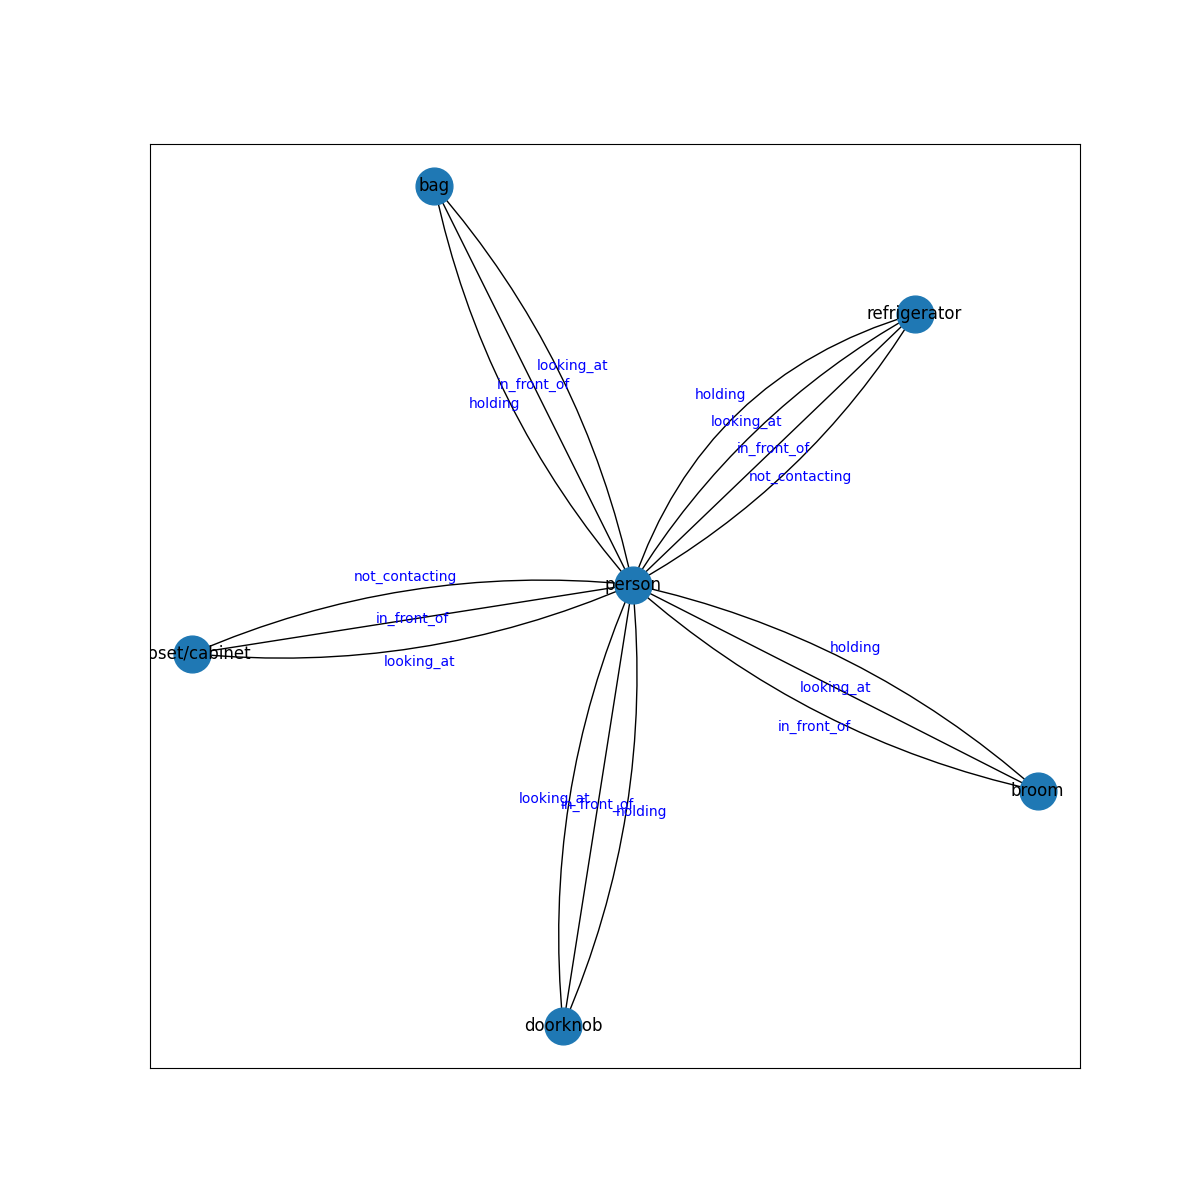 bag
refrigerator
looking_at
in_front_of
holding
holding
looking_at
in_front_of
not_contacting
not_contacting
in_front_of
looking_at
person
oset/cabinet
holding
looking_at
in_front_of
looking_at
in_front_of
holding
broom
doorknob